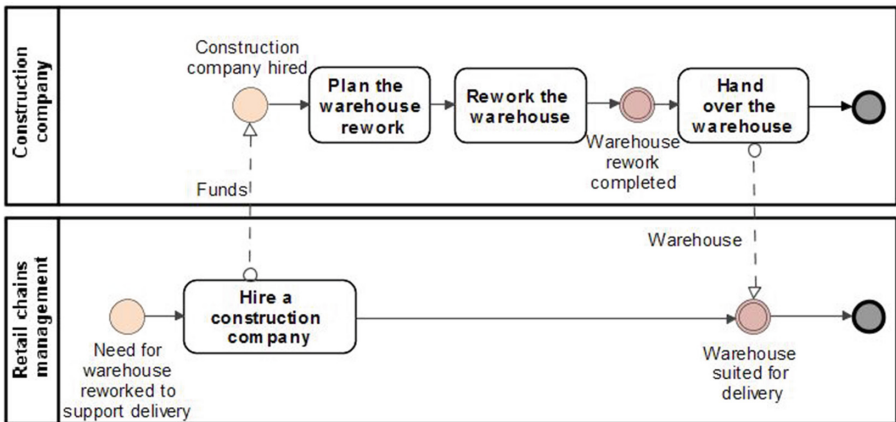 Construction
company
Construction
company hired
Plan the
warehouse
rework
Rework the
warehouse
Warehouse
rework
completed
Hand
over the
warehouse
Funds
Warehouse
Retail chains
management
Need for
warehouse
reworked to
support delivery
Hire a
construction
company
Warehouse
suited for
delivery